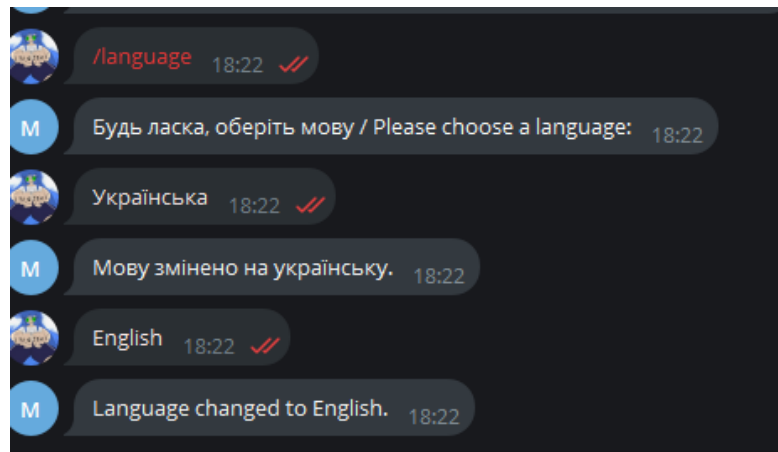 /language 18:22
M
Будь ласка, оберіть мову / Please choose a language: 18:22
Українська 18:22
M
Мову змінено на українську. 18:22
English 18:22
M
Language changed to English. 18:22